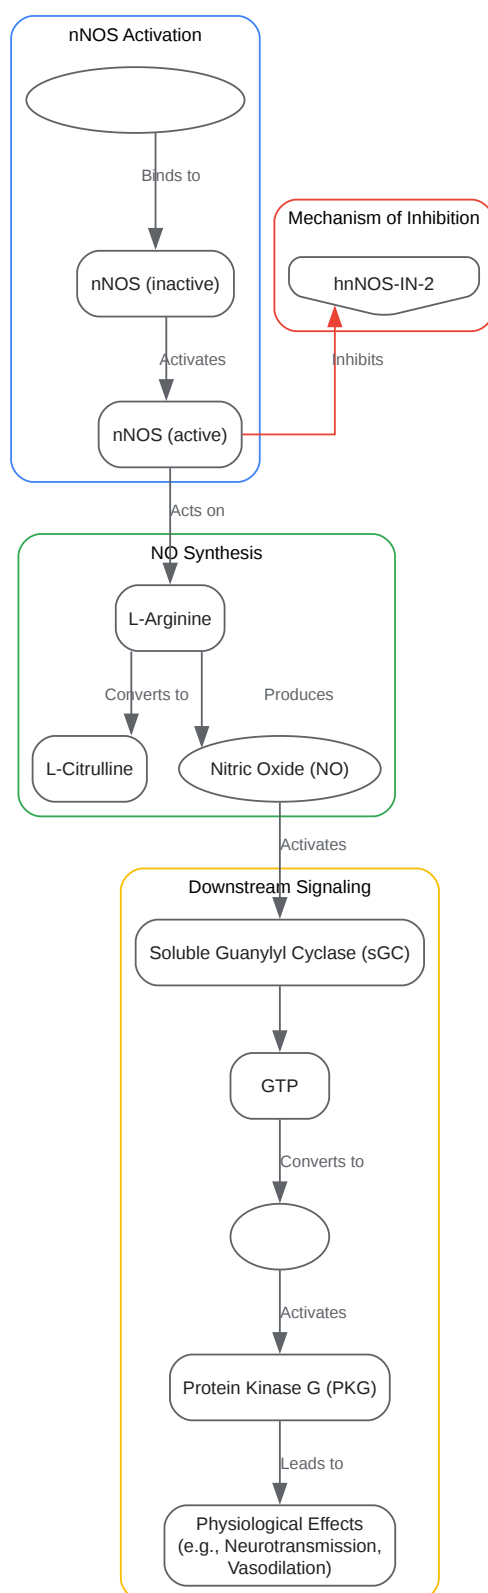 nNOS Activation
Binds to
nNOS (inactive)
Activates
nNOS (active)
Mechanism of Inhibition
hnNOS-IN-2
Inhibits
Acts on
NO Synthesis
L-Arginine
Converts to
Produces
L-Citrulline
Nitric Oxide (NO)
Activates
Downstream Signaling
Soluble Guanylyl Cyclase (sGC)
GTP
Converts to
Activates
Protein Kinase G (PKG)
Leads to
Physiological Effects
(e.g., Neurotransmission,
Vasodilation)